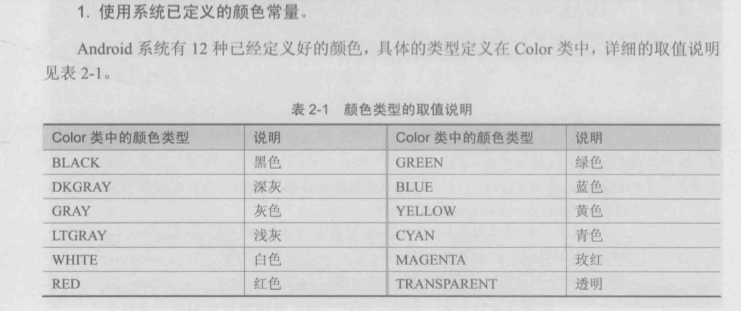 1. 使用系统已定义的颜色常量。
Android 系统有 12 种已经定义好的颜色，具体的类型定义在 Color 类中，详细的取值说明
见表 2-1。
表 2-1 颜色类型的取值说明
Color 类中的颜色类型 说明 Color 类中的颜色类型 说明
BLACK 黑色 GREEN 绿色
DKGRAY 深灰 BLUE 蓝色
GRAY 灰色 YELLOW 黄色
LTGRAY 浅灰 CYAN 青色
WHITE 白色 MAGENTA 玫红
RED 红色 TRANSPARENT 透明